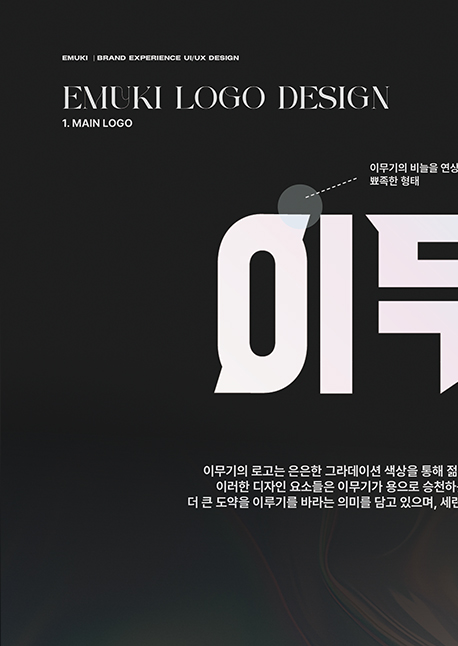 EMUKI | BRAND EXPERIENCE UI/UX DESIGN
EMUKI LOGO DESIGN
1. MAIN LOGO
이무기의 비늘을 연상
뾰족한 형태
이무
이무기의 로고는 은은한 그라데이션 색상을 통해 젊
이러한 디자인 요소들은 이무기가 용으로 승천하
더 큰 도약을 이루기를 바라는 의미를 담고 있으며, 세련